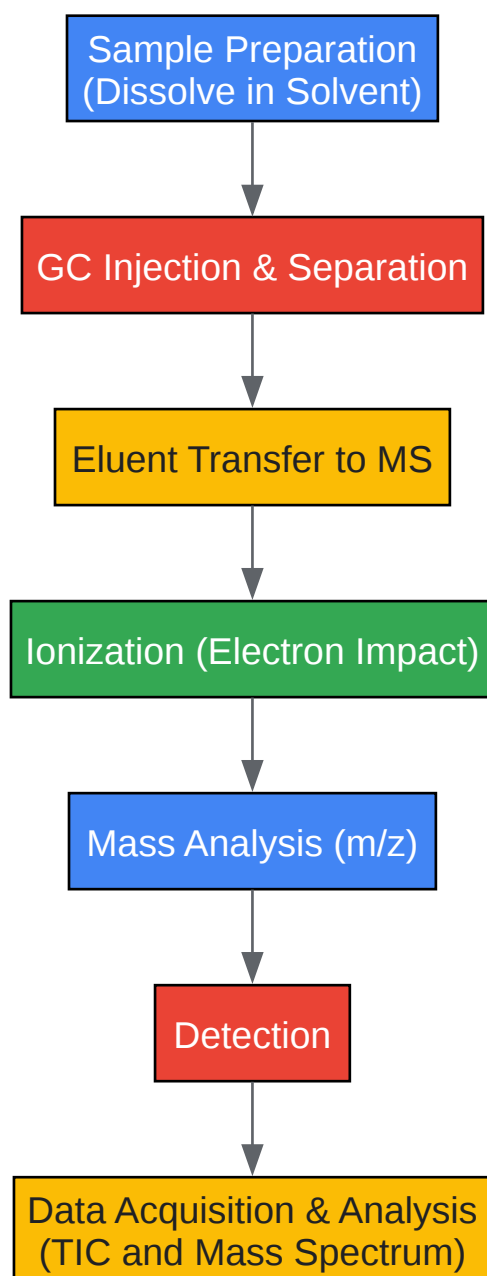 Sample Preparation
(Dissolve in Solvent)
GC Injection & Separation
Eluent Transfer to MS
Ionization (Electron Impact)
Mass Analysis (m/z)
Detection
Data Acquisition & Analysis
(TIC and Mass Spectrum)